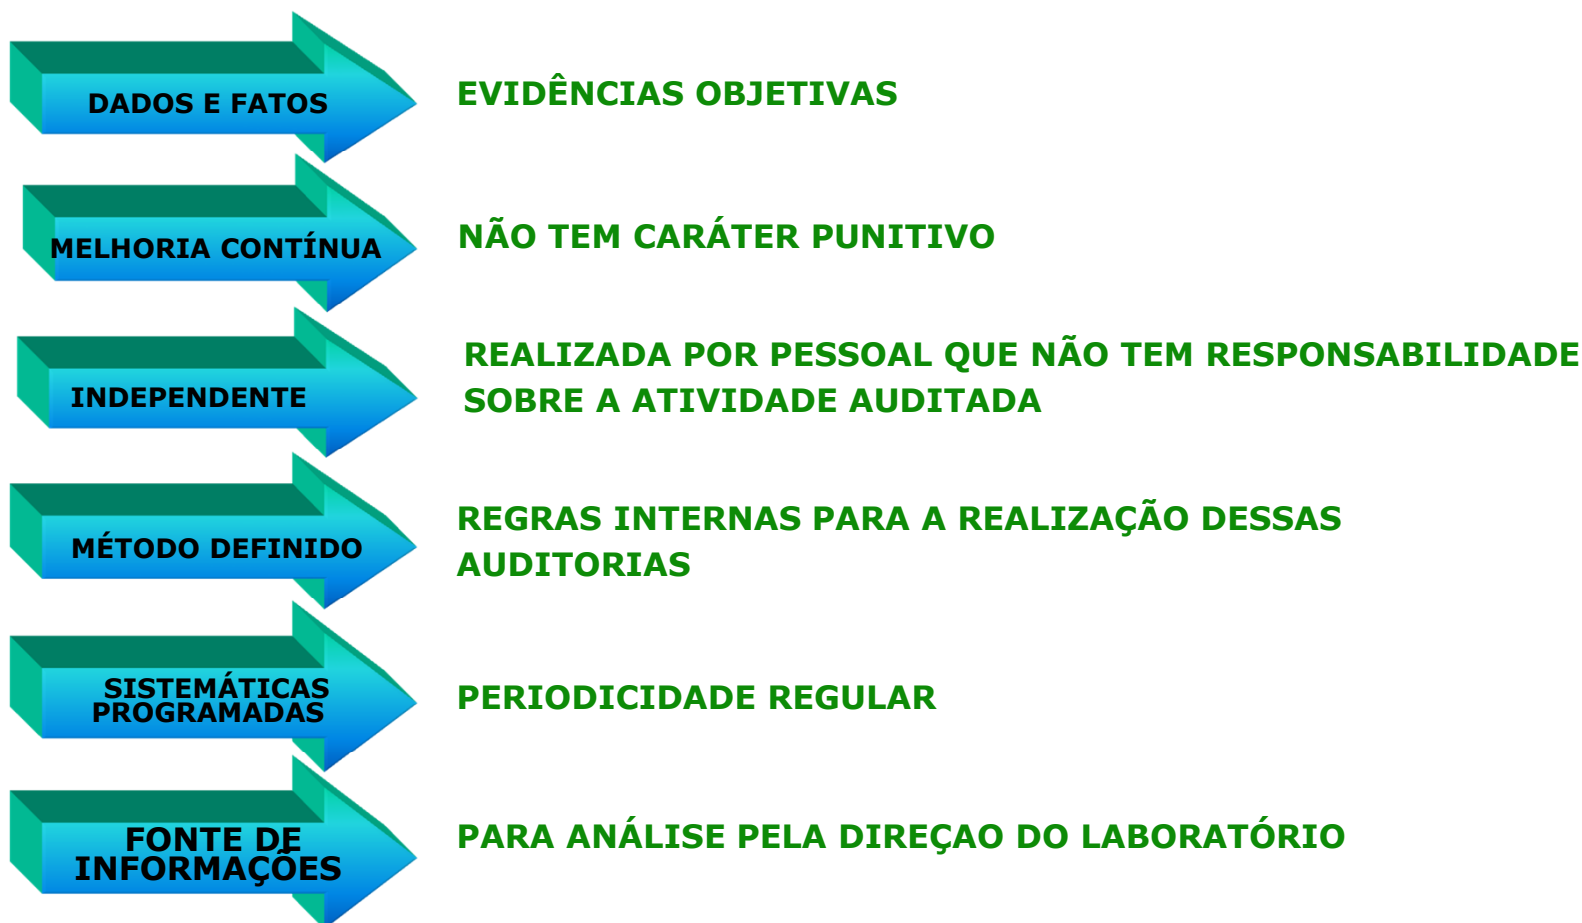 DADOS E FATOS
EVIDÊNCIAS OBJETIVAS
MELHORIA CONTÍNUA
NÃO TEM CARÁTER PUNITIVO
INDEPENDENTE
REALIZADA POR PESSOAL QUE NÃO TEM RESPONSABILIDADE
SOBRE A ATIVIDADE AUDITADA
MÉTODO DEFINIDO
REGRAS INTERNAS PARA A REALIZAÇÃO DESSAS
AUDITORIAS
SISTEMÁTICAS
PROGRAMADAS
PERIODICIDADE REGULAR
FONTE DE
INFORMAÇÕES
PARA ANÁLISE PELA DIREÇAO DO LABORATÓRIO